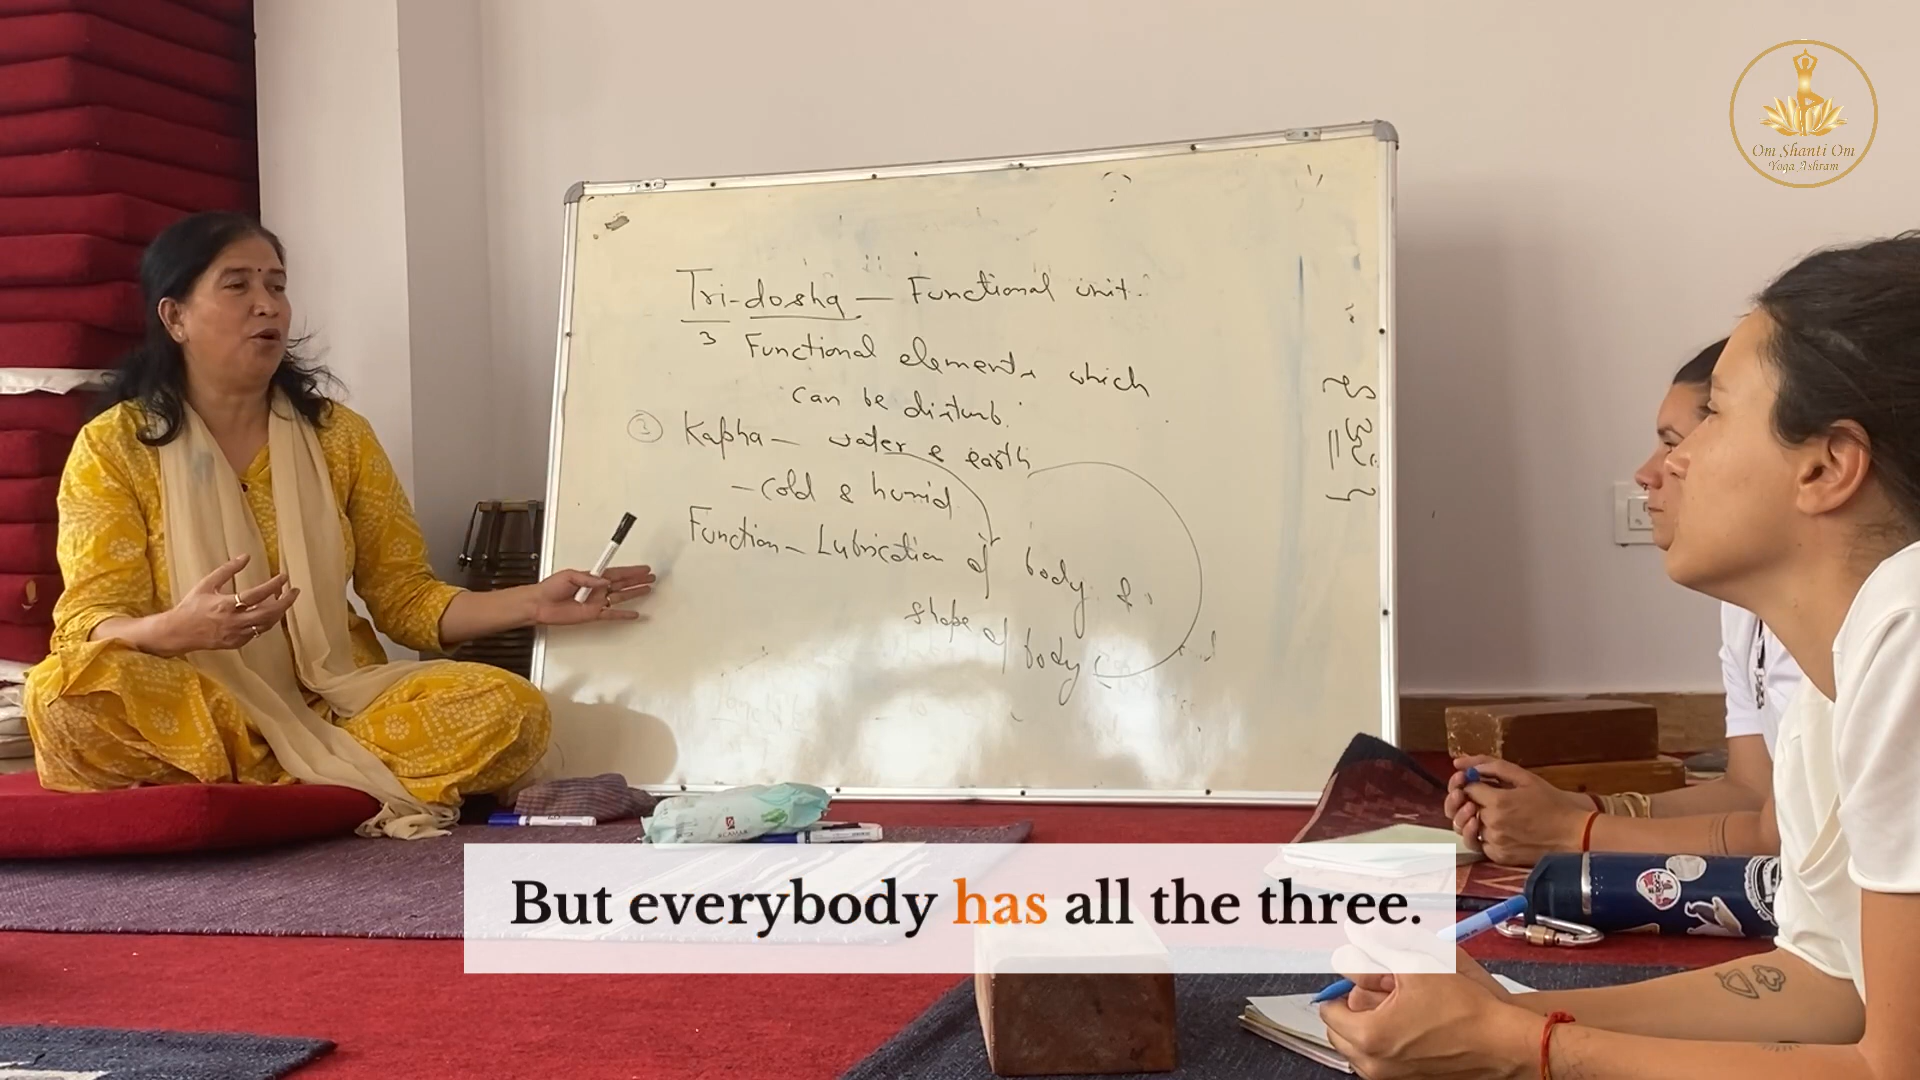 Om Shanti Om
Yoga Ashram
Tri-dosha — Functional unit.
3 Functional elements which
can be disturb.
③ Kapha — water & earth
— cold & humid
Function — Lubrication of body &
shape of body
But everybody has all the three.